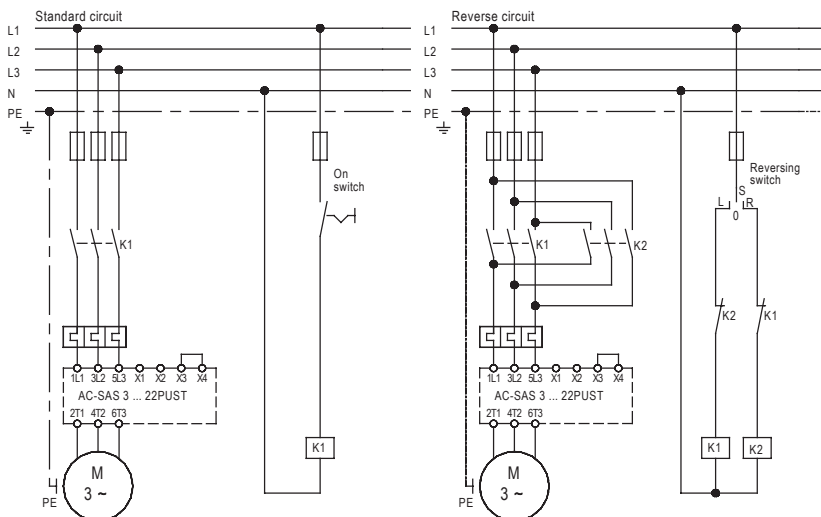 Standard circuit
L1
L2
L3
N
PE
On
switch
K1
1L1 3L2 5L3 X1 X2 X3 X4
AC-SAS 3 ... 22PUST
2T1 4T2 6T3
K1
M
3 ~
PE
Reverse circuit
L1
L2
L3
N
PE
Reversing
switch
S
L R
0
K1 K2
K2 K1
1L1 3L2 5L3 X1 X2 X3 X4
AC-SAS 3 ... 22PUST
2T1 4T2 6T3
K1 K2
M
3 ~
PE